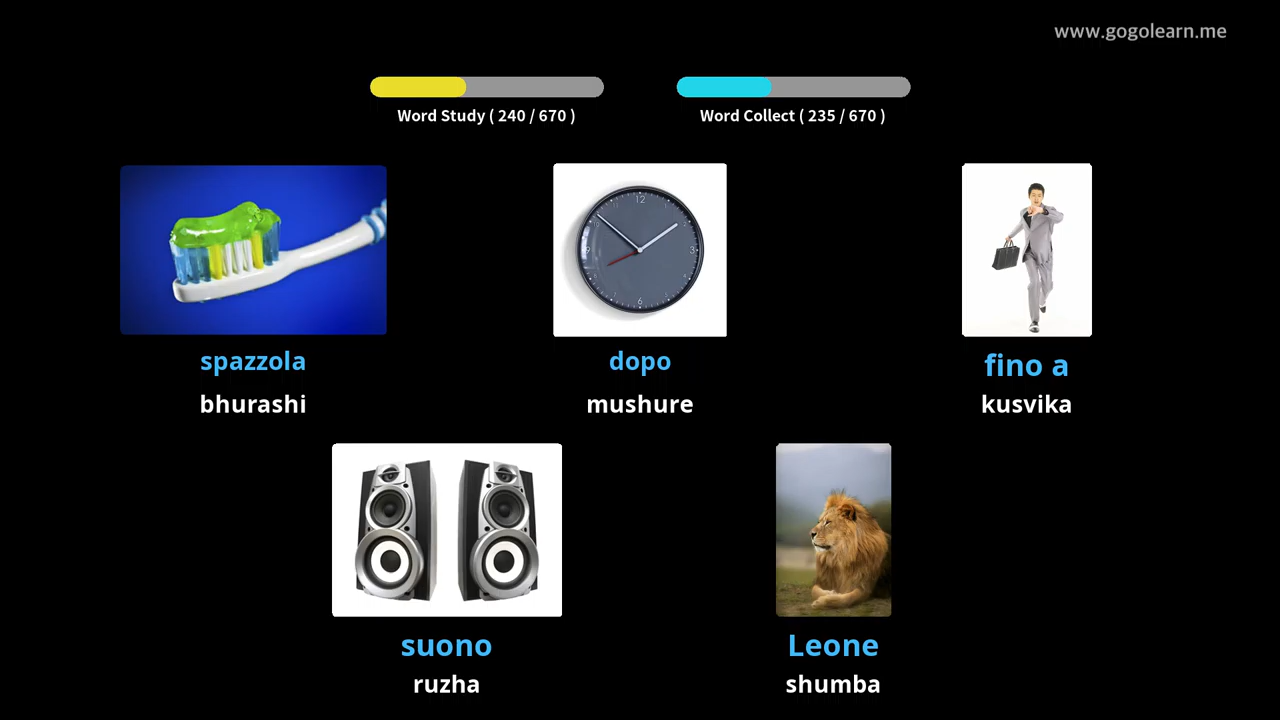 www.gogolearn.me
Word Study ( 240 / 670 )
Word Collect ( 235 / 670 )
spazzola
bhurashi
dopo
mushure
fino a
kusvika
suono
ruzha
Leone
shumba